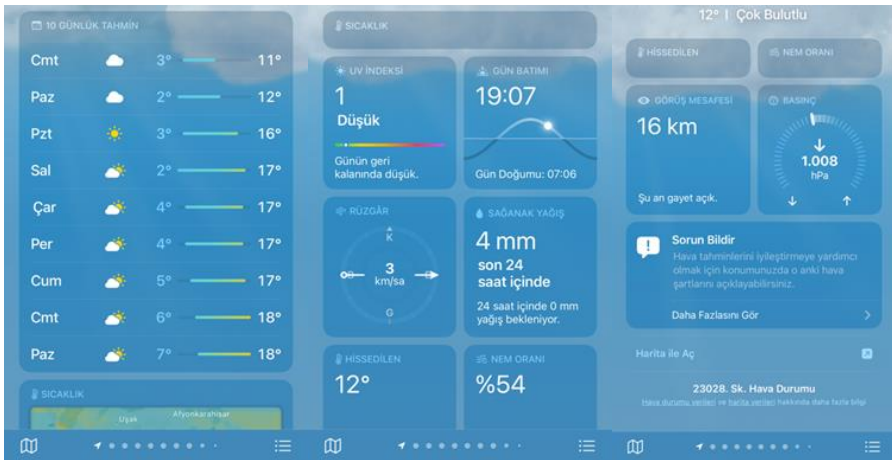 10 GÜNLÜK TAHMİN
Cmt 3° 11°
Paz 2° 12°
Pzt 3° 16°
Sal 2° 17°
Çar 4° 17°
Per 4° 17°
Cum 5° 17°
Cmt 6° 18°
Paz 7° 18°
SICAKLIK
Uşak Afyonkarahisar
SICAKLIK
UV İNDEKSİ
1
Düşük
Günün geri
kalanında düşük.
GÜN BATIMI
19:07
Gün Doğumu: 07:06
RÜZGÂR
K
3
km/sa
B D
G
SAĞANAK YAĞIŞ
4 mm
son 24
saat içinde
24 saat içinde 0 mm
yağış bekleniyor.
HİSSEDİLEN
12°
NEM ORANI
%54
12° | Çok Bulutlu
HİSSEDİLEN
NEM ORANI
GÖRÜŞ MESAFESİ
16 km
Şu an gayet açık.
BASINÇ
1.008
hPa
Sorun Bildir
Hava tahminlerini iyileştirmeye yardımcı
olmak için konumunuzda o anki hava
şartlarını açıklayabilirsiniz.
Daha Fazlasını Gör
Harita ile Aç
23028. Sk. Hava Durumu
Hava durumu verileri ve harita verileri hakkında daha fazla bilgi